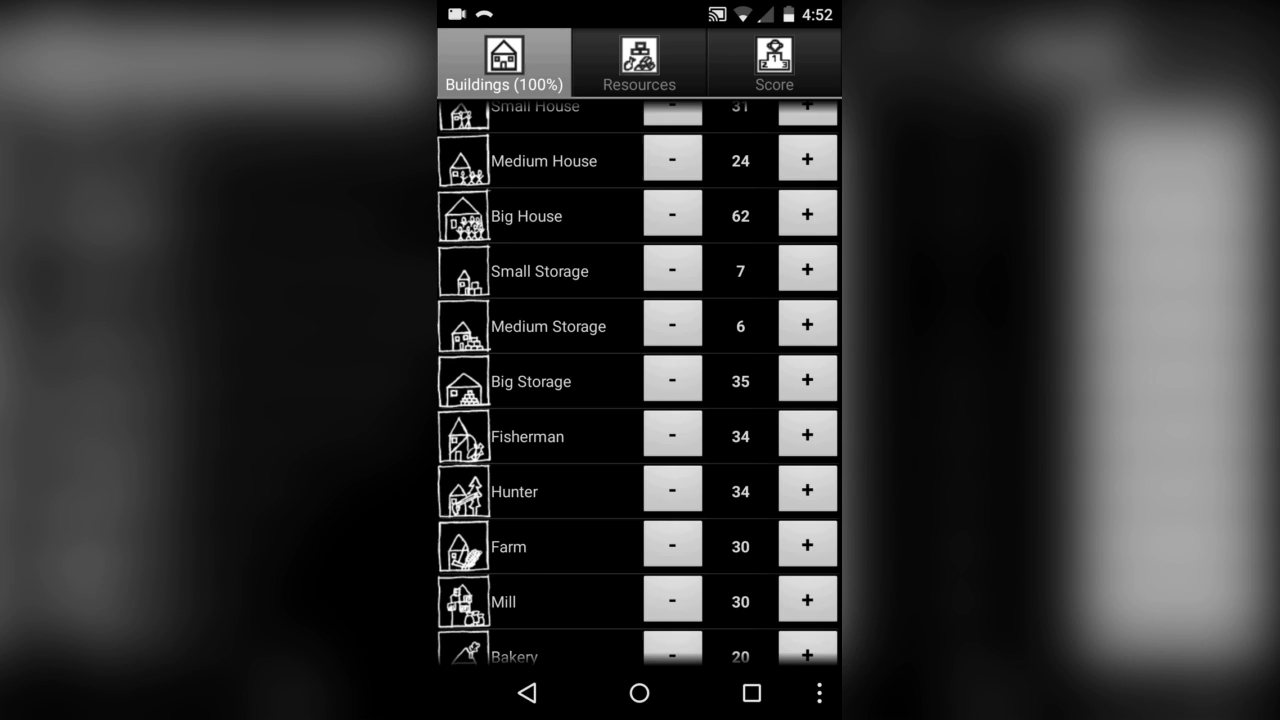 4:52
Buildings (100%)
Resources
Score
Small House - 31 +
Medium House - 24 +
Big House - 62 +
Small Storage - 7 +
Medium Storage - 6 +
Big Storage - 35 +
Fisherman - 34 +
Hunter - 34 +
Farm - 30 +
Mill - 30 +
Bakery - 20 +